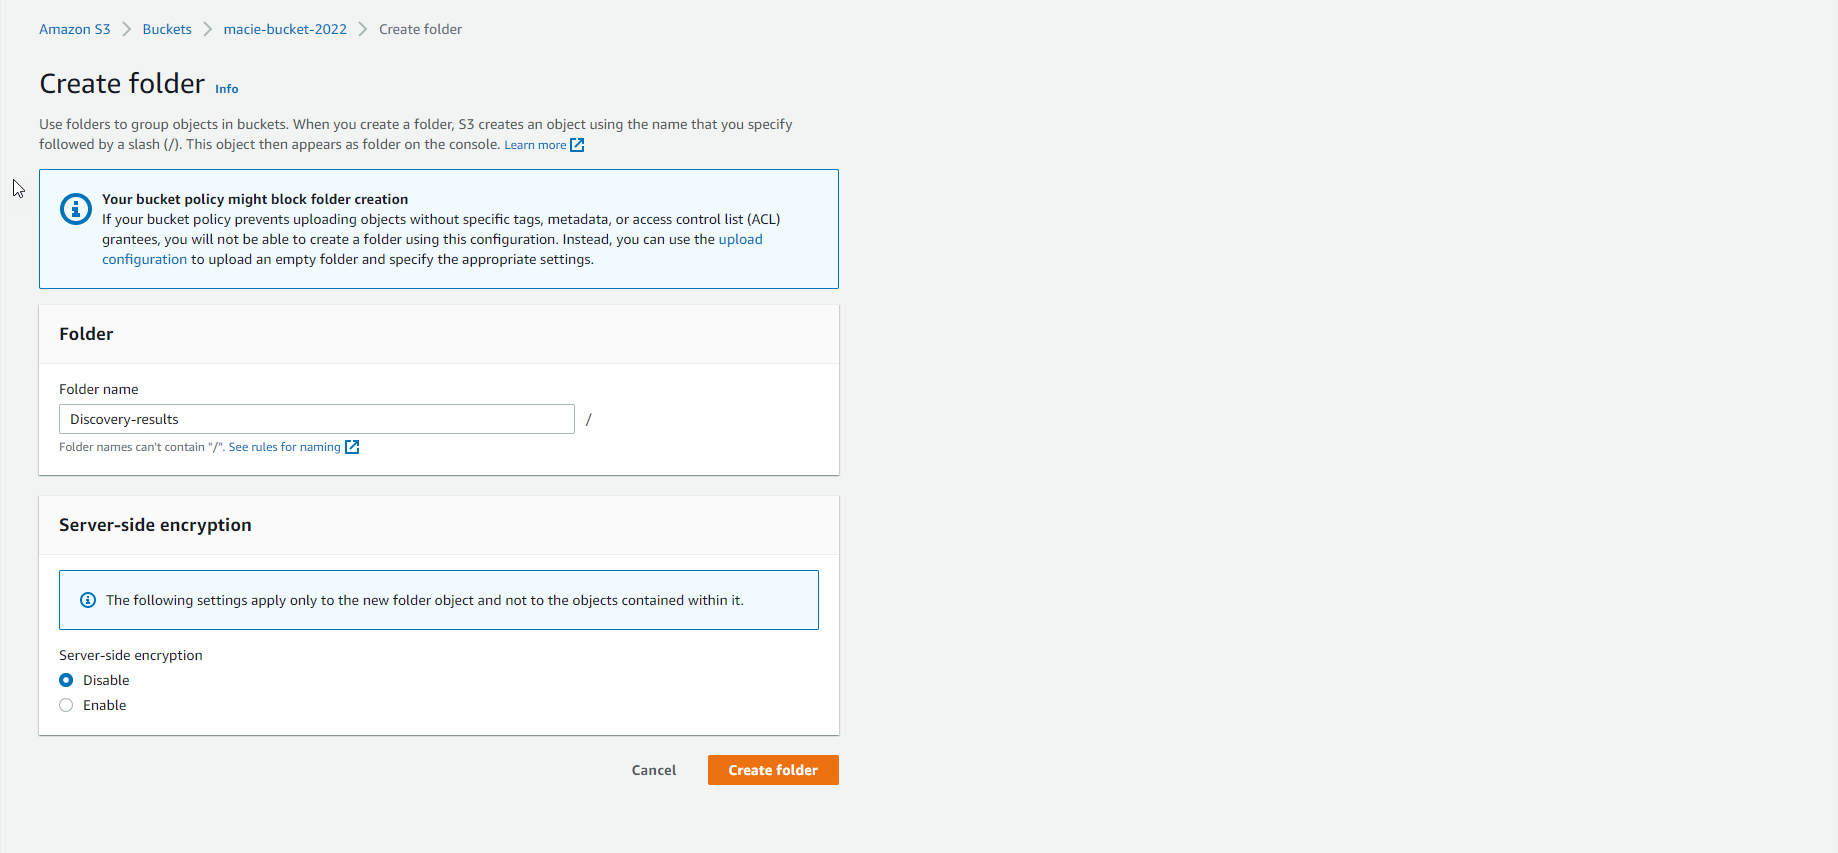 Amazon S3 > Buckets > macie-bucket-2022 > Create folder
Create folder Info
Use folders to group objects in buckets. When you create a folder, S3 creates an object using the name that you specify
followed by a slash (/). This object then appears as folder on the console. Learn more
Your bucket policy might block folder creation
If your bucket policy prevents uploading objects without specific tags, metadata, or access control list (ACL)
grantees, you will not be able to create a folder using this configuration. Instead, you can use the upload
configuration to upload an empty folder and specify the appropriate settings.
Folder
Folder name
Discovery-results /
Folder names can't contain "/". See rules for naming
Server-side encryption
The following settings apply only to the new folder object and not to the objects contained within it.
Server-side encryption
Disable
Enable
Cancel Create folder